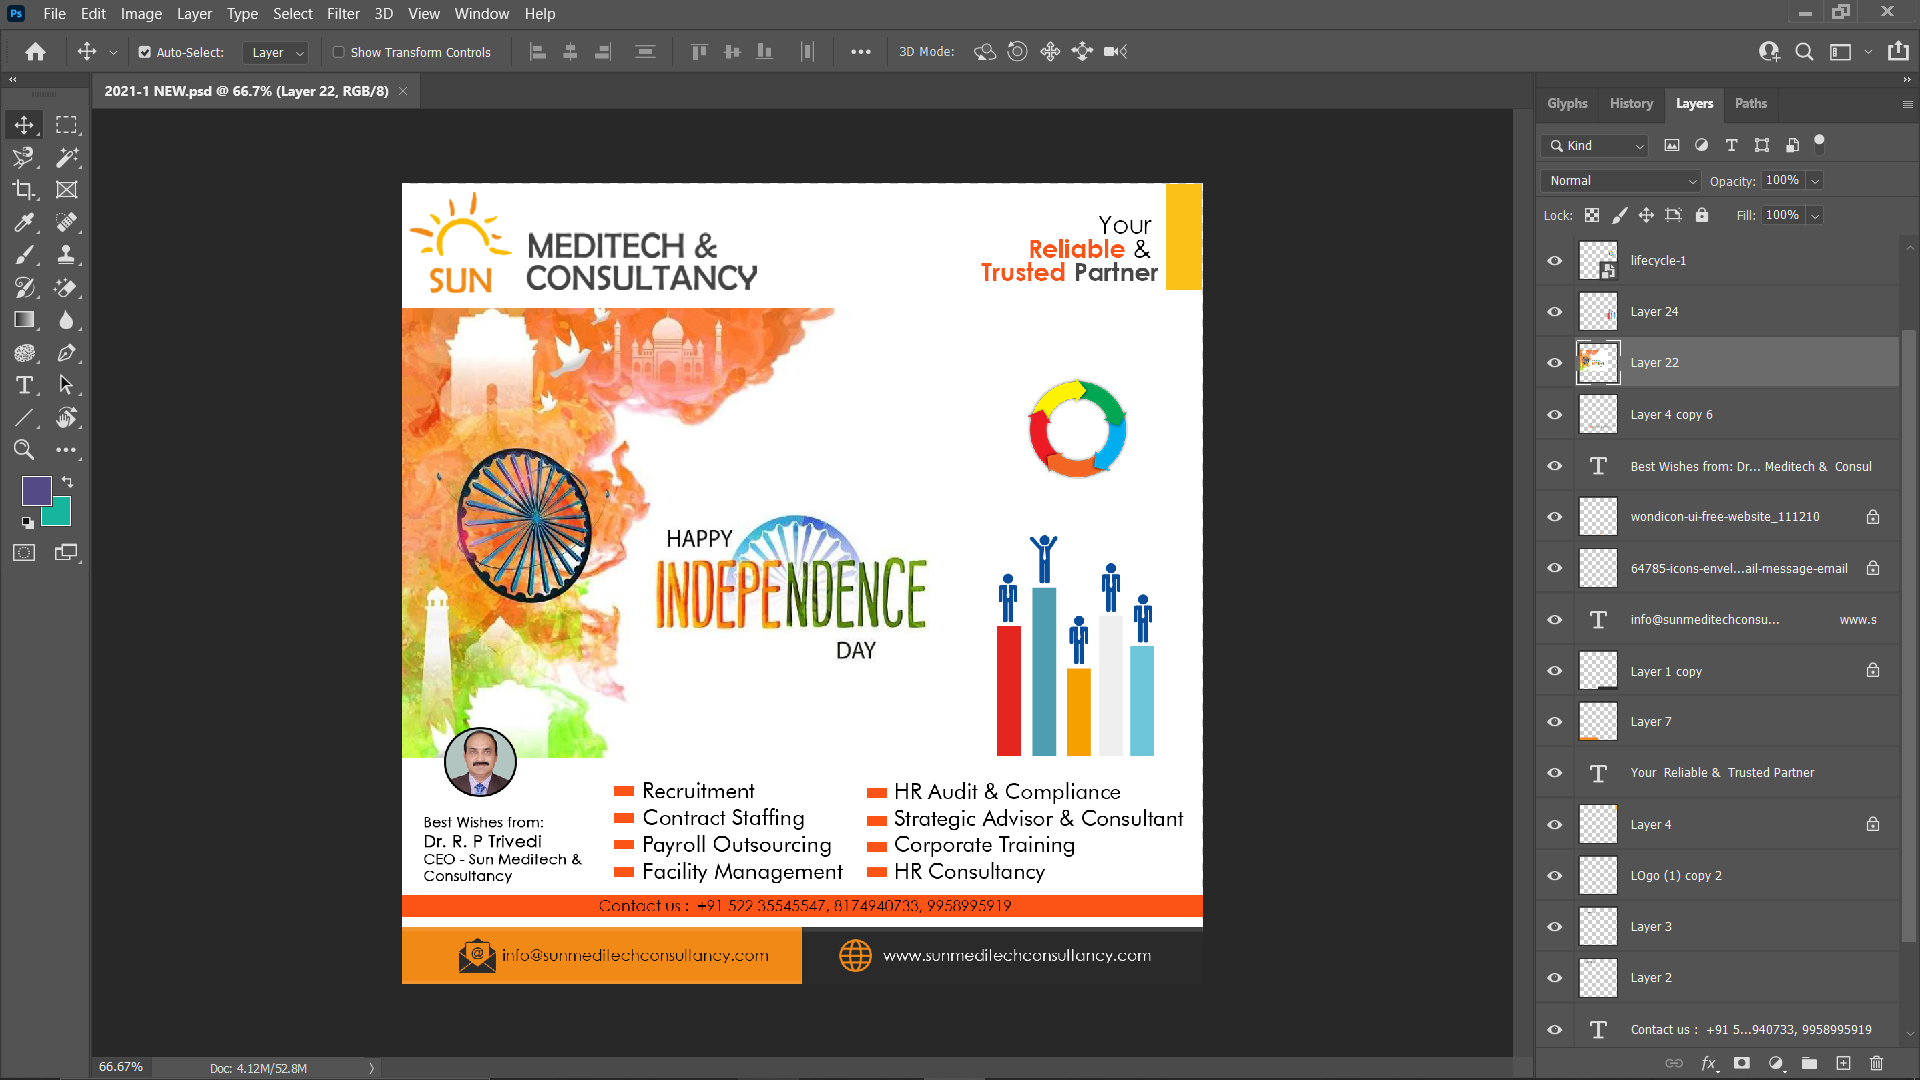 Ps File Edit Image Layer Type Select Filter 3D View Window Help
Auto-Select: Layer Show Transform Controls 3D Mode:
2021-1 NEW.psd @ 66.7% (Layer 22, RGB/8)
SUN
MEDITECH &
CONSULTANCY
Your
Reliable &
Trusted Partner
HAPPY
INDEPENDENCE
DAY
Best Wishes from:
Dr. R. P Trivedi
CEO - Sun Meditech &
Consultancy
Recruitment
Contract Staffing
Payroll Outsourcing
Facility Management
HR Audit & Compliance
Strategic Advisor & Consultant
Corporate Training
HR Consultancy
Contact us : +91 522 35545547, 8174940733, 9958995919
info@sunmeditechconsultancy.com
www.sunmeditechconsultancy.com
66.67% Doc: 4.12M/52.8M
Glyphs History Layers Paths
Kind
Normal Opacity: 100%
Lock: Fill: 100%
lifecycle-1
Layer 24
Layer 22
Layer 4 copy 6
Best Wishes from: Dr... Meditech & Consul
wondicon-ui-free-website_111210
64785-icons-envel...ail-message-email
info@sunmeditechconsu... www.s
Layer 1 copy
Layer 7
Your Reliable & Trusted Partner
Layer 4
LOgo (1) copy 2
Layer 3
Layer 2
Contact us : +91 5...940733, 9958995919
fx